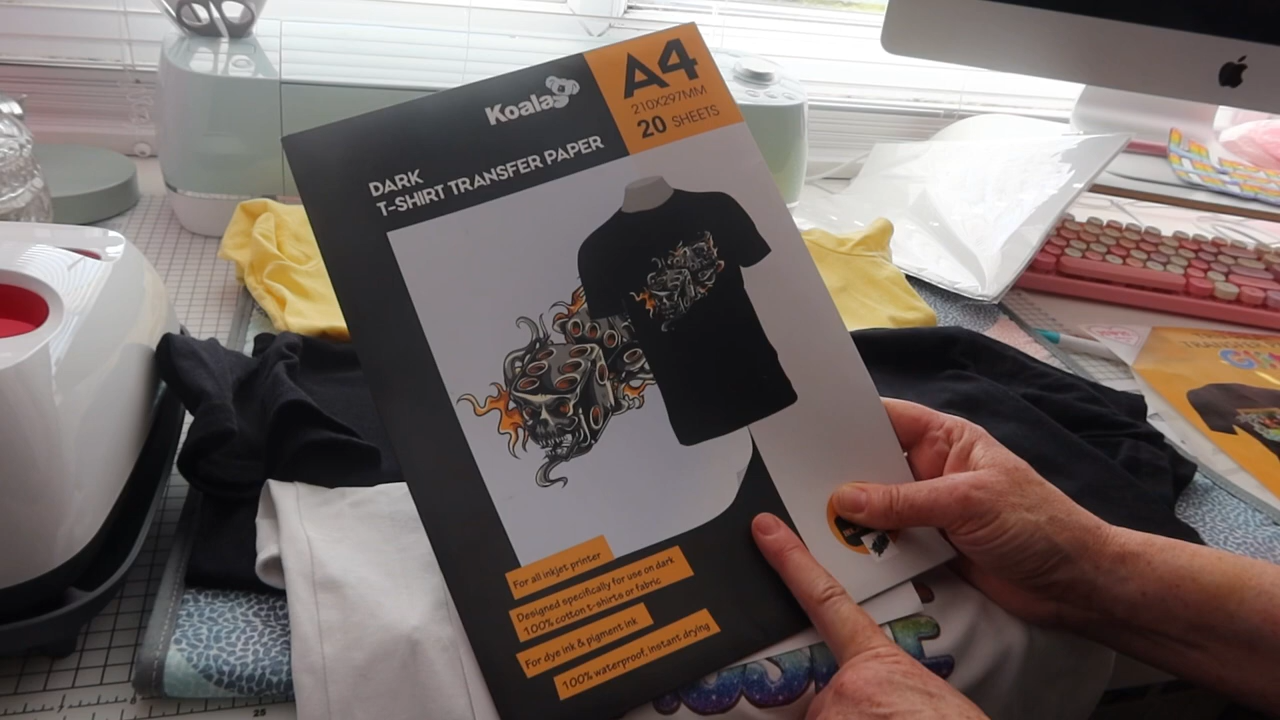 Koala
A4
210X297MM
20 SHEETS
DARK
T-SHIRT TRANSFER PAPER
For all inkjet printer
Designed specifically for use on dark
100% cotton t-shirts or fabric
For dye ink & pigment ink
100% waterproof, instant drying
25